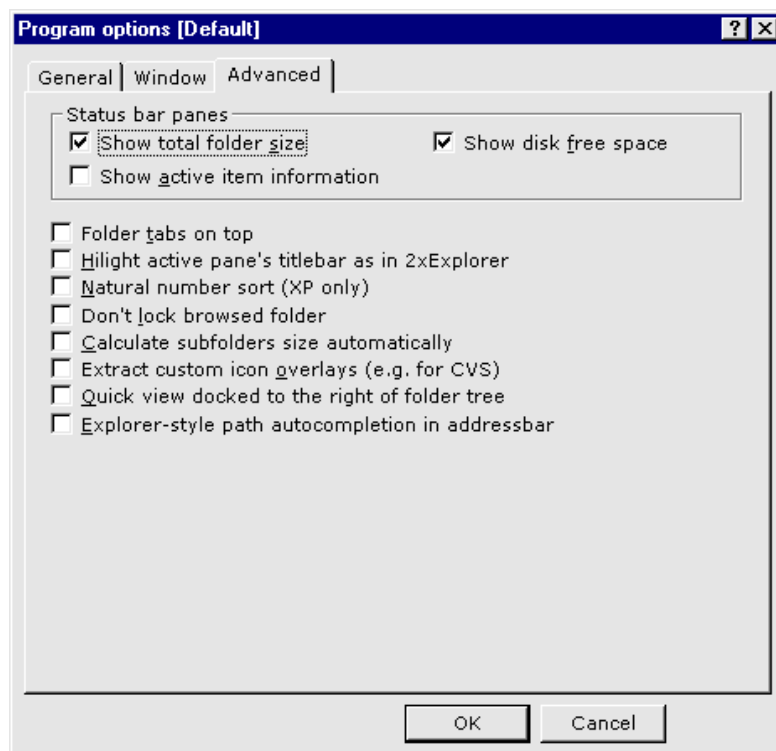 Program options [Default]
General Window Advanced
Status bar panes
Show total folder size Show disk free space
Show active item information
Folder tabs on top
Hilight active pane's titlebar as in 2xExplorer
Natural number sort (XP only)
Don't lock browsed folder
Calculate subfolders size automatically
Extract custom icon overlays (e.g. for CVS)
Quick view docked to the right of folder tree
Explorer-style path autocompletion in addressbar
OK Cancel